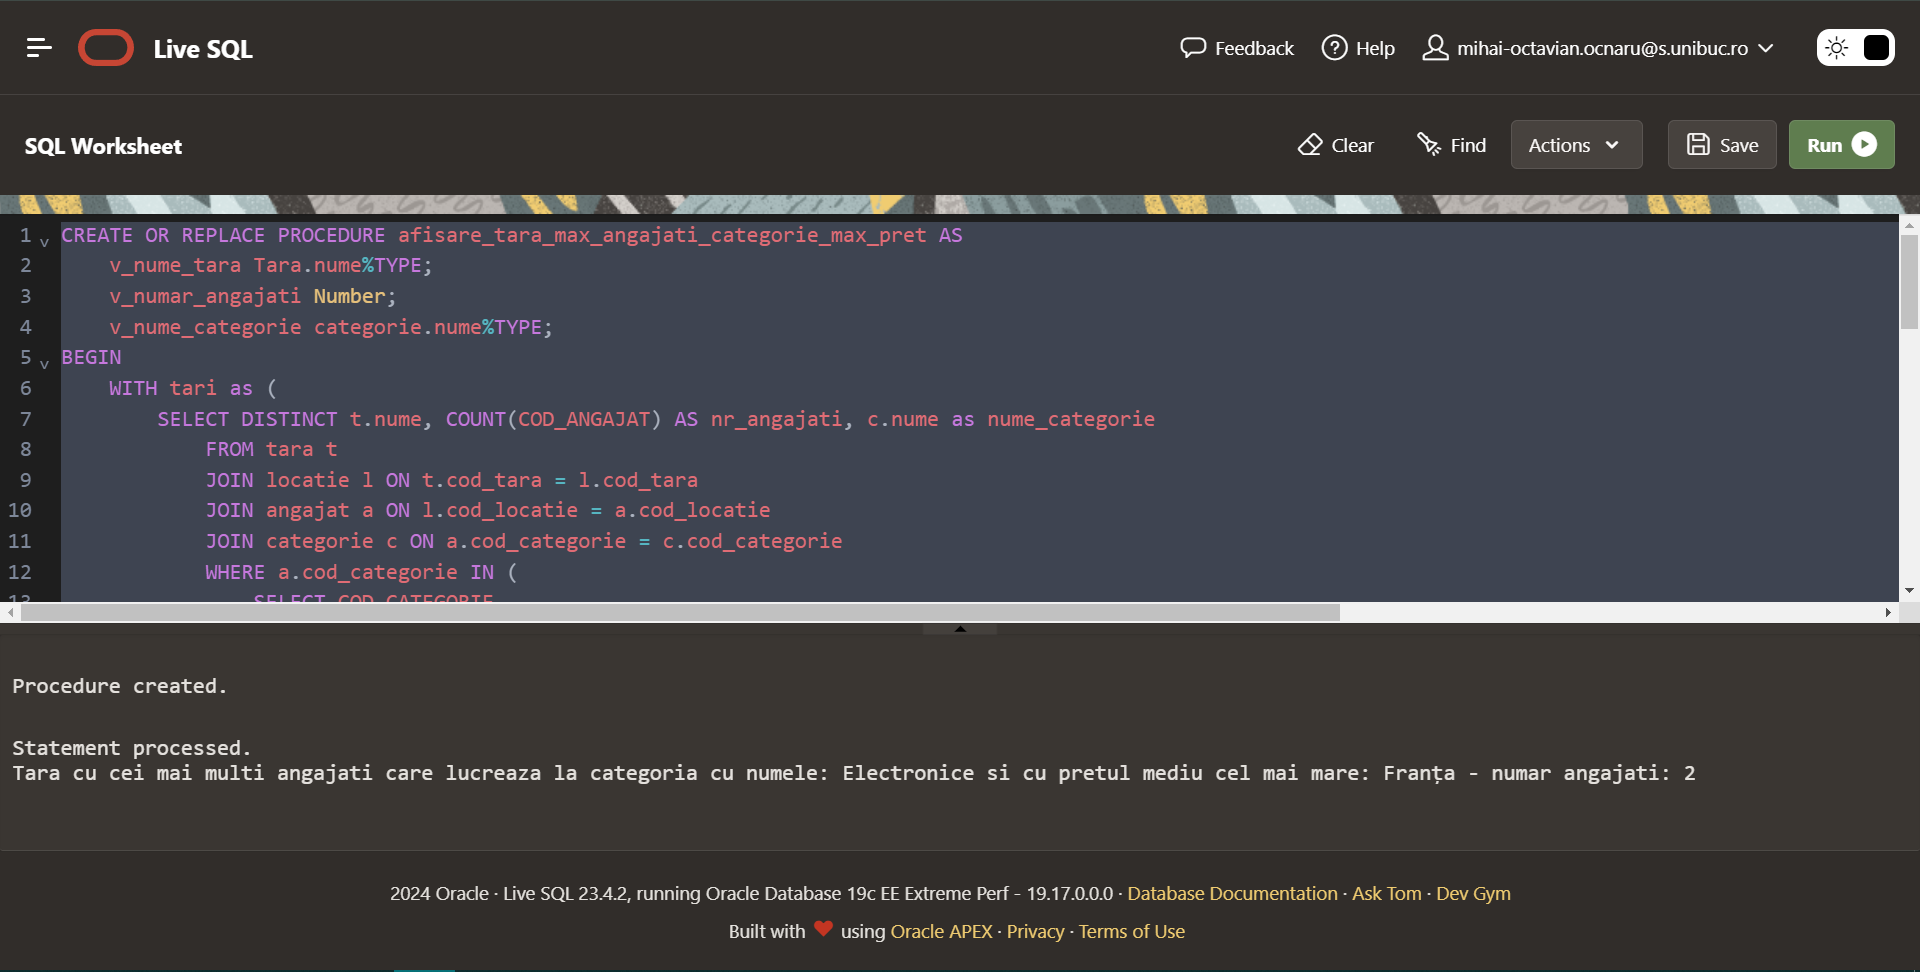 Live SQL
Feedback
Help
mihai-octavian.ocnaru@s.unibuc.ro
SQL Worksheet
Clear
Find
Actions
Save
Run
1 CREATE OR REPLACE PROCEDURE afisare_tara_max_angajati_categorie_max_pret AS
2 v_nume_tara Tara.nume%TYPE;
3 v_numar_angajati Number;
4 v_nume_categorie categorie.nume%TYPE;
5 BEGIN
6 WITH tari as (
7 SELECT DISTINCT t.nume, COUNT(COD_ANGAJAT) AS nr_angajati, c.nume as nume_categorie
8 FROM tara t
9 JOIN locatie l ON t.cod_tara = l.cod_tara
10 JOIN angajat a ON l.cod_locatie = a.cod_locatie
11 JOIN categorie c ON a.cod_categorie = c.cod_categorie
12 WHERE a.cod_categorie IN (
13 SELECT COD_CATEGORIE
Procedure created.
Statement processed.
Tara cu cei mai multi angajati care lucreaza la categoria cu numele: Electronice si cu pretul mediu cel mai mare: Franța - numar angajati: 2
2024 Oracle · Live SQL 23.4.2, running Oracle Database 19c EE Extreme Perf - 19.17.0.0.0 · Database Documentation · Ask Tom · Dev Gym
Built with ❤ using Oracle APEX · Privacy · Terms of Use